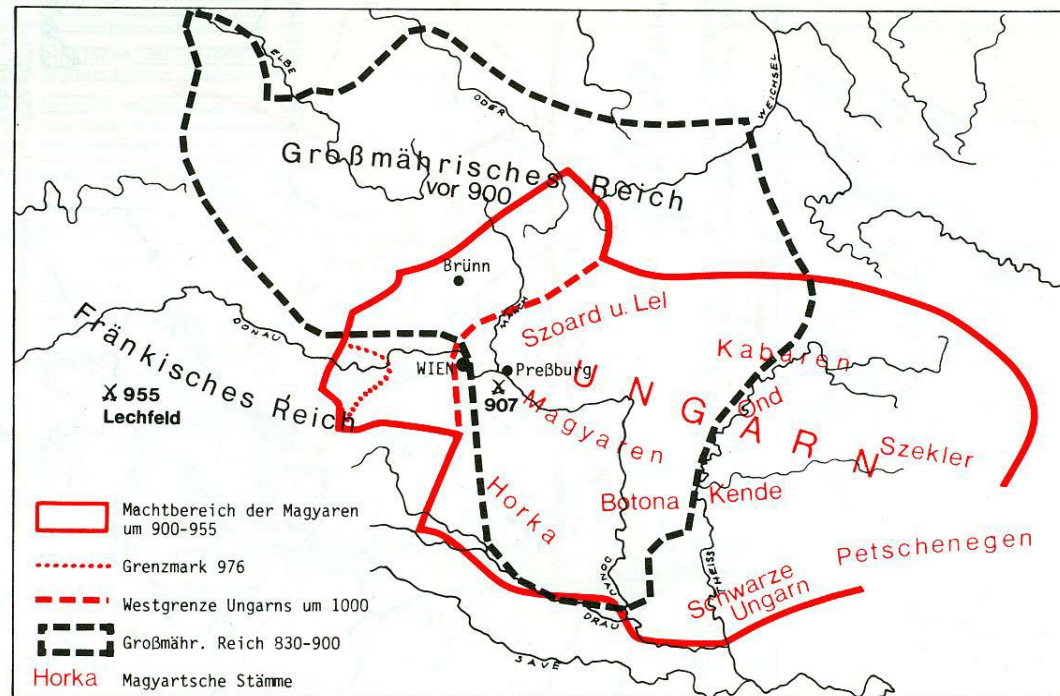 ELBE
ODER
WEICHSEL
Großmährisches Reich
vor 900
Brünn
MARCH
Szoard u. Lel
Fränkisches Reich
DONAU
WIEN
Preßburg
907
Kabaren
UNGARN
Ond
Magyaren
955
Lechfeld
Szekler
Horka
Botond
Kende
Petschenegen
Schwarze
Ungarn
DONAU
THEISS
DRAU
SAVE
Machtbereich der Magyaren
um 900-955
Grenzmark 976
Westgrenze Ungarns um 1000
Großmähr. Reich 830-900
Horka Magyartsche Stämme